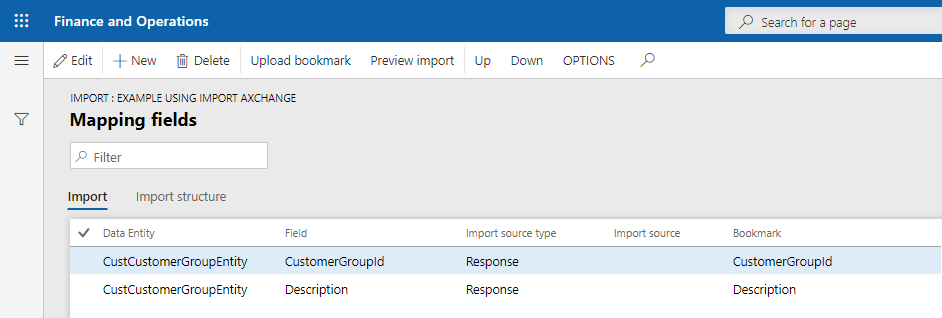 Finance and Operations
Search for a page
Edit New Delete Upload bookmark Preview import Up Down OPTIONS
IMPORT : EXAMPLE USING IMPORT AXCHANGE
Mapping fields
Filter
Import Import structure
Data Entity Field Import source type Import source Bookmark
CustCustomerGroupEntity CustomerGroupId Response CustomerGroupId
CustCustomerGroupEntity Description Response Description